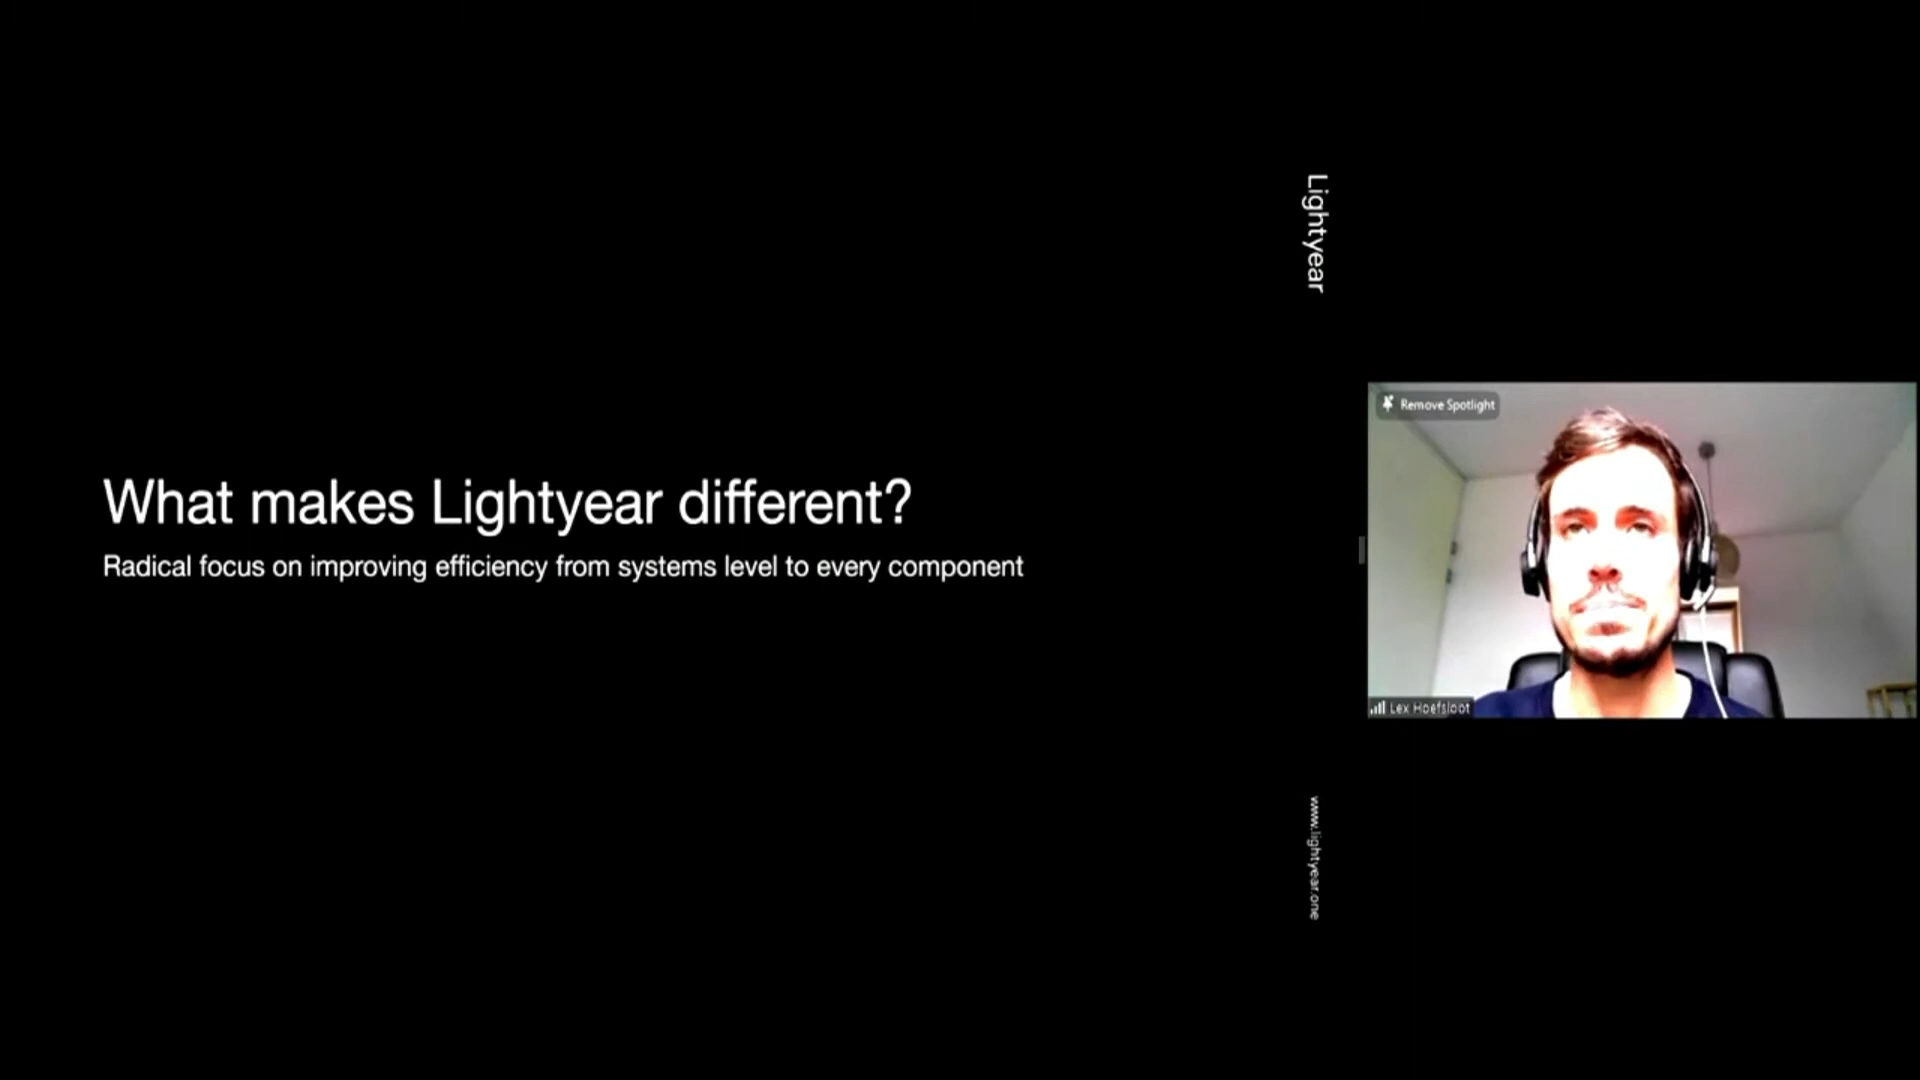 Lightyear
What makes Lightyear different?
Radical focus on improving efficiency from systems level to every component
Remove Spotlight
Lex Hoefsloot
www.lightyear.one